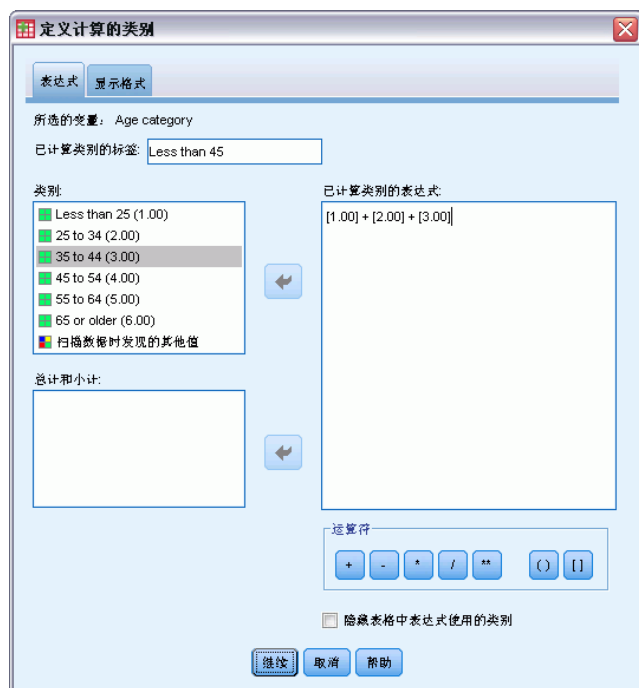 定义计算的类别
表达式
显示格式
所选的变量: Age category
已计算类别的标签: Less than 45
类别:
Less than 25 (1.00)
25 to 34 (2.00)
35 to 44 (3.00)
45 to 54 (4.00)
55 to 64 (5.00)
65 or older (6.00)
扫描数据时发现的其他值
总计和小计:
已计算类别的表达式:
[1.00] + [2.00] + [3.00]
运算符
+ - * / ** ( ) [ ]
隐藏表格中表达式使用的类别
继续 取消 帮助